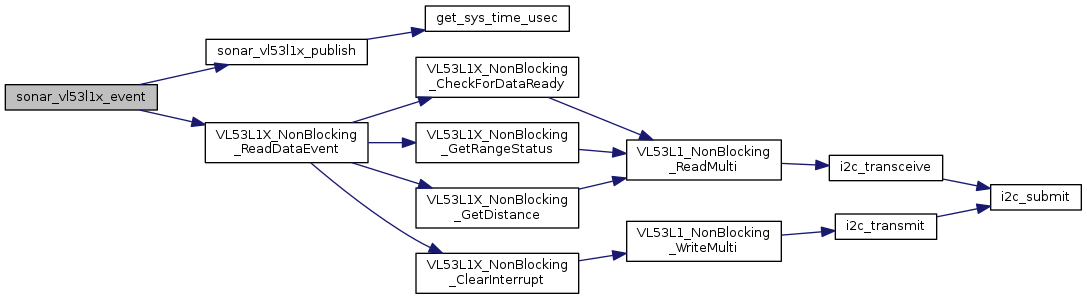 get_sys_time_usec
sonar_vl53l1x_publish
VL53L1X_NonBlocking
_CheckForDataReady
sonar_vl53l1x_event
VL53L1X_NonBlocking
_ReadDataEvent
VL53L1X_NonBlocking
_GetRangeStatus
VL53L1_NonBlocking
_ReadMulti
i2c_transceive
i2c_submit
VL53L1X_NonBlocking
_GetDistance
VL53L1_NonBlocking
_WriteMulti
i2c_transmit
VL53L1X_NonBlocking
_ClearInterrupt